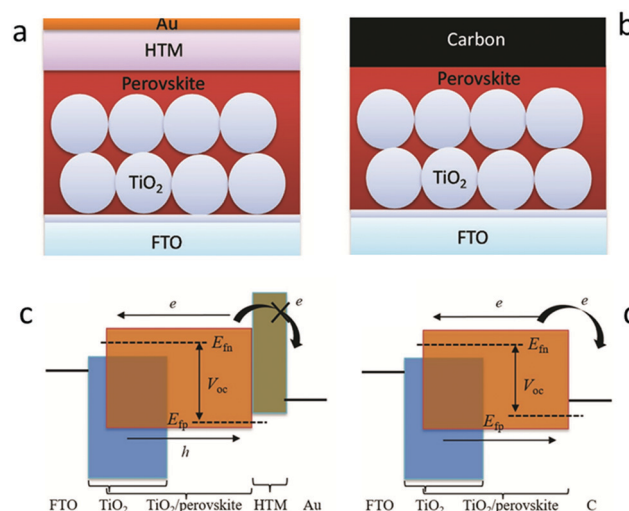 a
Au
HTM
Perovskite
TiO₂
FTO
b
Carbon
Perovskite
TiO₂
FTO
c
e
e
Efn
Voc
Efp
h
FTO TiO₂ TiO₂/perovskite HTM Au
e
e
Efn
Voc
Efp
FTO TiO₂ TiO₂/perovskite C